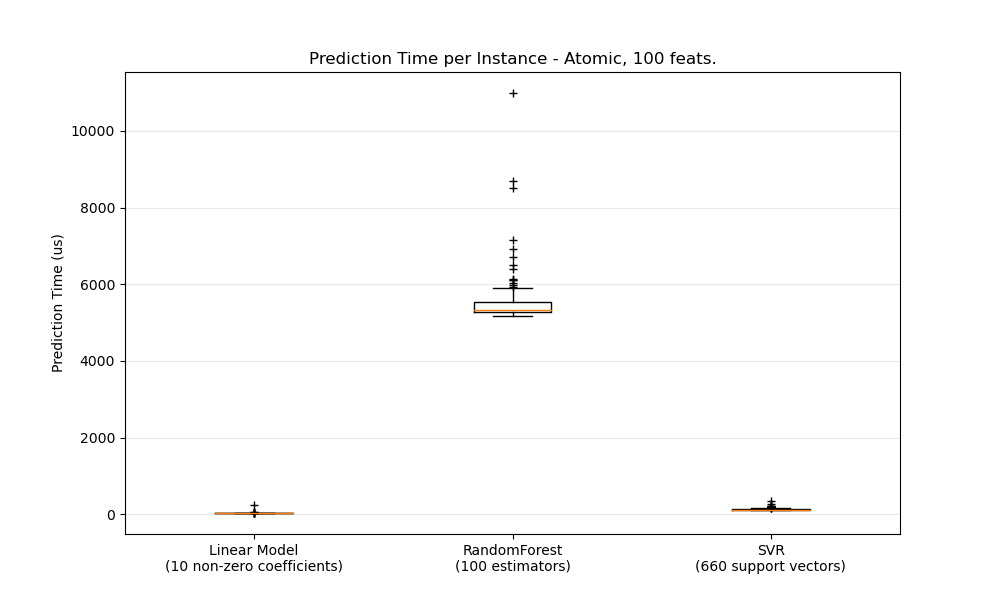 Prediction Time per Instance - Atomic, 100 feats.
Prediction Time (us)
10000
8000
6000
4000
2000
0
Linear Model
(10 non-zero coefficients)
RandomForest
(100 estimators)
SVR
(660 support vectors)